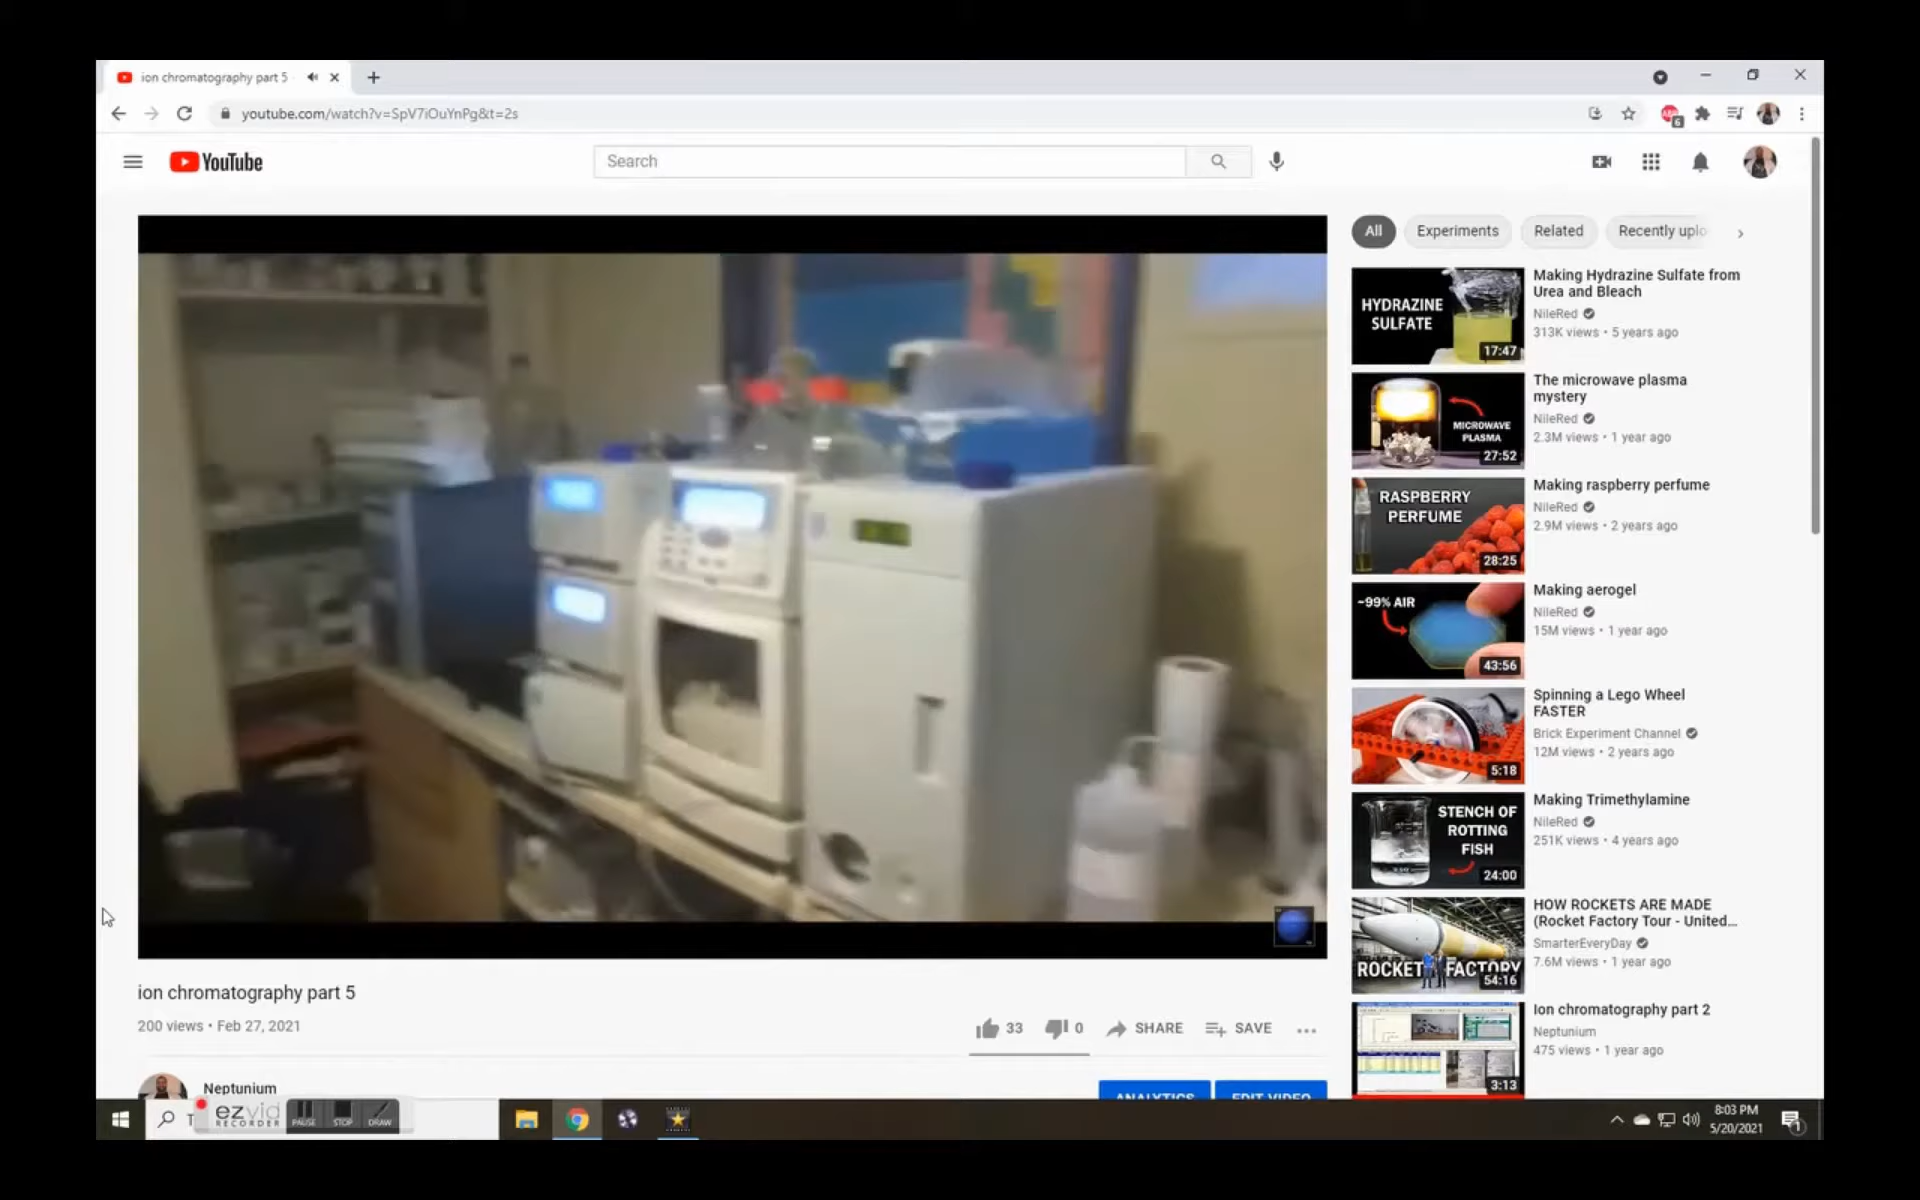 ion chromatography part 5
youtube.com/watch?v=SpV7iOuYnPg&t=2s
6
YouTube
Search
All
Experiments
Related
Recently uplo
HYDRAZINE
SULFATE
17:47
Making Hydrazine Sulfate from
Urea and Bleach
NileRed
313K views • 5 years ago
MICROWAVE
PLASMA
27:52
The microwave plasma
mystery
NileRed
2.3M views • 1 year ago
RASPBERRY
PERFUME
28:25
Making raspberry perfume
NileRed
2.9M views • 2 years ago
~99% AIR
43:56
Making aerogel
NileRed
15M views • 1 year ago
5:18
Spinning a Lego Wheel
FASTER
Brick Experiment Channel
12M views • 2 years ago
STENCH OF
ROTTING
FISH
24:00
Making Trimethylamine
NileRed
251K views • 4 years ago
ROCKET FACTORY
54:16
HOW ROCKETS ARE MADE
(Rocket Factory Tour - United...
SmarterEveryDay
7.6M views • 1 year ago
3:13
Ion chromatography part 2
Neptunium
475 views • 1 year ago
ion chromatography part 5
200 views • Feb 27, 2021
33
0
SHARE
SAVE
Neptunium
ANALYTICS
EDIT VIDEO
T
ezvid
RECORDER
PAUSE
STOP
DRAW
8:03 PM
5/20/2021
1